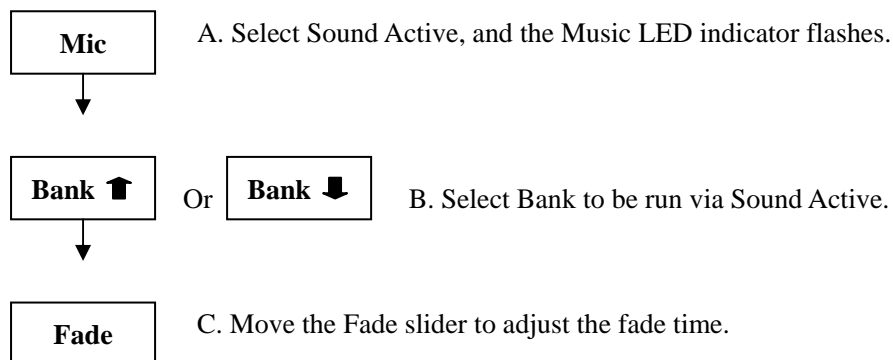 Mic
A. Select Sound Active, and the Music LED indicator flashes.
Bank ⬆ Or Bank ⬇ B. Select Bank to be run via Sound Active.
Fade
C. Move the Fade slider to adjust the fade time.